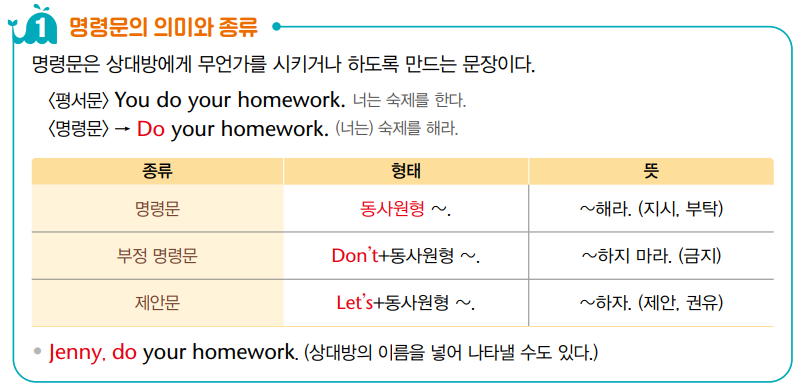 1 명령문의 의미와 종류
명령문은 상대방에게 무언가를 시키거나 하도록 만드는 문장이다.
〈평서문〉 You do your homework. 너는 숙제를 한다.
〈명령문〉 → Do your homework. (너는) 숙제를 해라.
종류 형태 뜻
명령문 동사원형 ~. ~해라. (지시, 부탁)
부정 명령문 Don't+동사원형 ~. ~하지 마라. (금지)
제안문 Let's+동사원형 ~. ~하자. (제안, 권유)
• Jenny, do your homework. (상대방의 이름을 넣어 나타낼 수도 있다.)